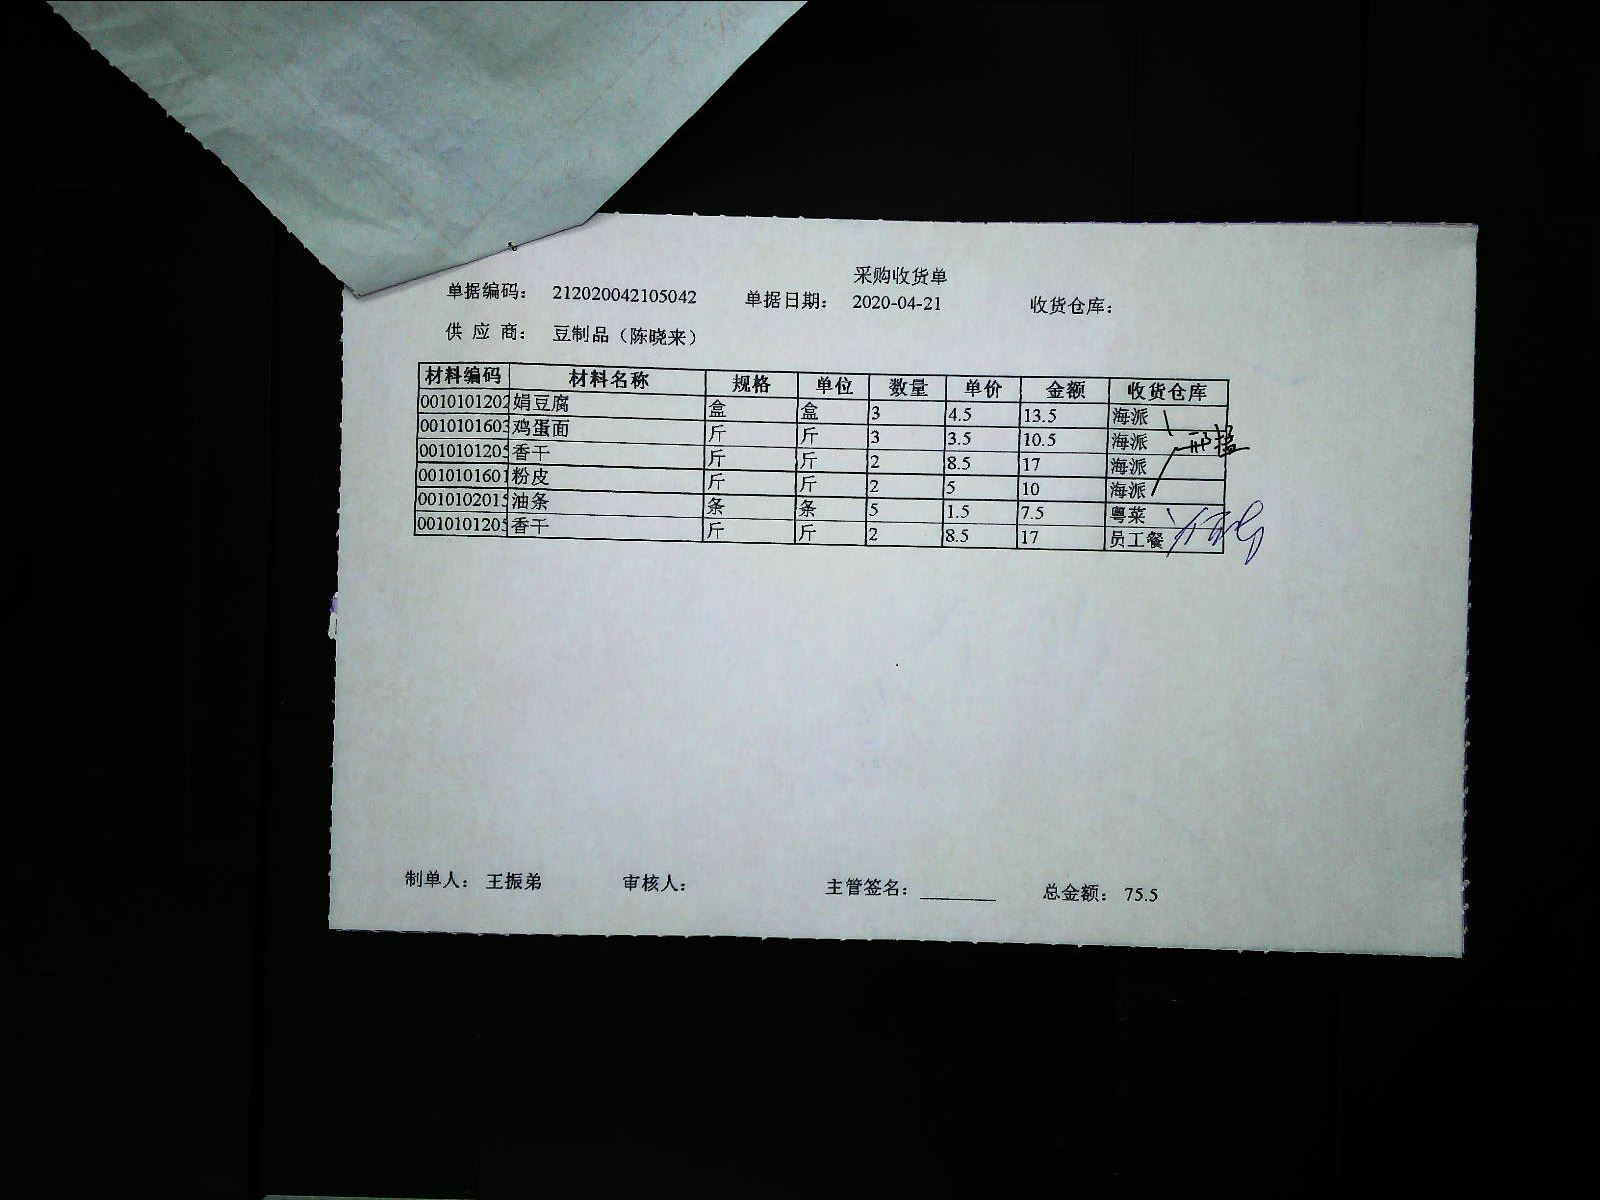 采购收货单
单据编码： 212020042105042 单据日期： 2020-04-21 收货仓库：
供 应 商： 豆制品（陈晓来）
材料编码 材料名称 规格 单位 数量 单价 金额 收货仓库
0010101202 娟豆腐 盒 盒 3 4.5 13.5 海派
0010101603 鸡蛋面 斤 斤 3 3.5 10.5 海派
0010101205 香干 斤 斤 2 8.5 17 海派
0010101601 粉皮 斤 斤 2 5 10 海派
0010102015 油条 条 条 5 1.5 7.5 粤菜
0010101205 香干 斤 斤 2 8.5 17 员工餐
制单人： 王振弟 审核人： 主管签名： 总金额： 75.5